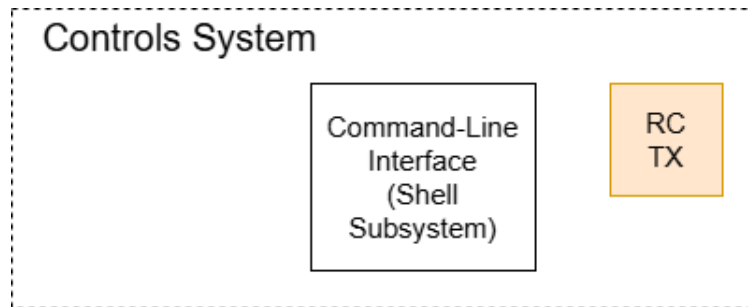 Controls System
Command-Line
Interface
(Shell
Subsystem)
RC
TX